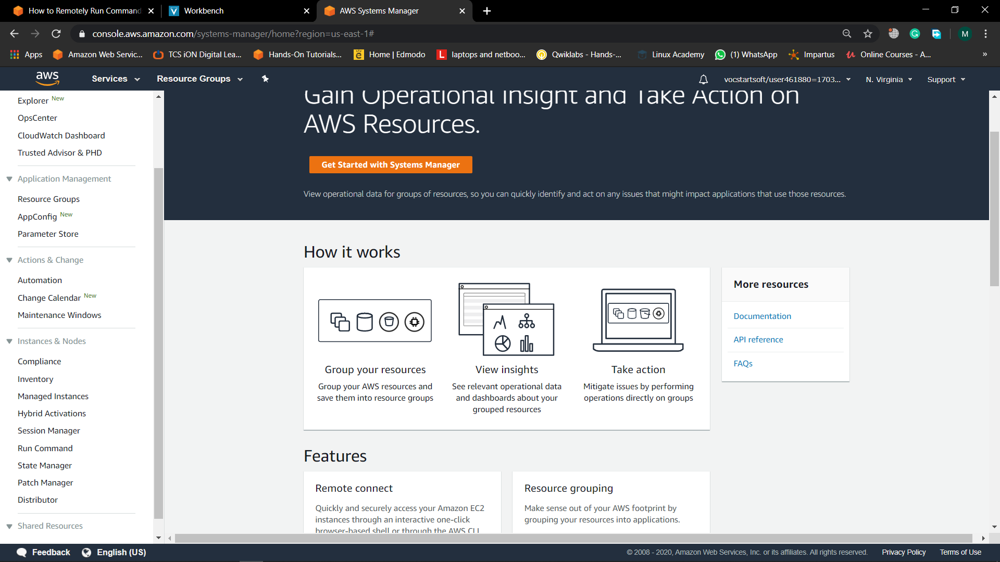 How to Remotely Run Command
Workbench
AWS Systems Manager
console.aws.amazon.com/systems-manager/home?region=us-east-1#
M
Apps
Amazon Web Servic...
TCS iON Digital Lea...
Hands-On Tutorials...
Home | Edmodo
laptops and netboo...
Qwiklabs - Hands-...
Linux Academy
(1) WhatsApp
Impartus
Online Courses - A...
»
aws
Services
Resource Groups
vocstartsoft/user461880=1703...
N. Virginia
Support
Explorer New
OpsCenter
CloudWatch Dashboard
Trusted Advisor & PHD
Application Management
Resource Groups
AppConfig New
Parameter Store
Actions & Change
Automation
Change Calendar New
Maintenance Windows
Instances & Nodes
Compliance
Inventory
Managed Instances
Hybrid Activations
Session Manager
Run Command
State Manager
Patch Manager
Distributor
Shared Resources
Gain Operational Insight and Take Action on
AWS Resources.
Get Started with Systems Manager
View operational data for groups of resources, so you can quickly identify and act on any issues that might impact applications that use those resources.
How it works
Group your resources
Group your AWS resources and
save them into resource groups
View insights
See relevant operational data
and dashboards about your
grouped resources
Take action
Mitigate issues by performing
operations directly on groups
More resources
Documentation
API reference
FAQs
Features
Remote connect
Quickly and securely access your Amazon EC2
instances through an interactive one-click
browser-based shell or through the AWS CLI.
Resource grouping
Make sense out of your AWS footprint by
grouping your resources into applications.
Feedback
English (US)
© 2008 - 2020, Amazon Web Services, Inc. or its affiliates. All rights reserved.
Privacy Policy
Terms of Use